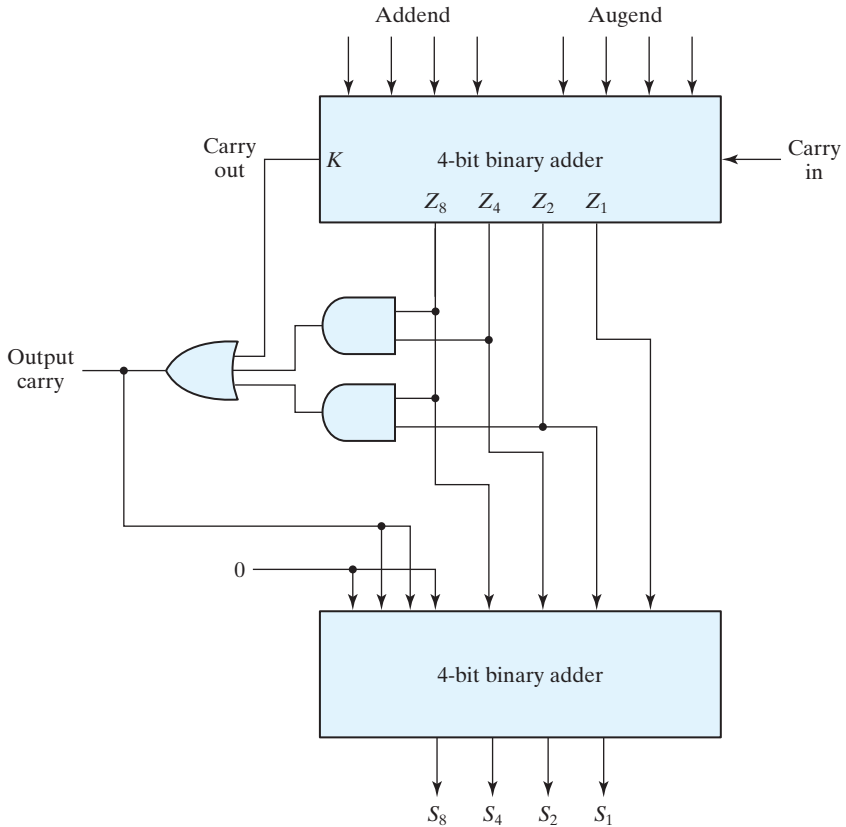 Addend
Augend
Carry
out
K
4-bit binary adder
Carry
in
Z8 Z4 Z2 Z1
Output
carry
0
4-bit binary adder
S8 S4 S2 S1